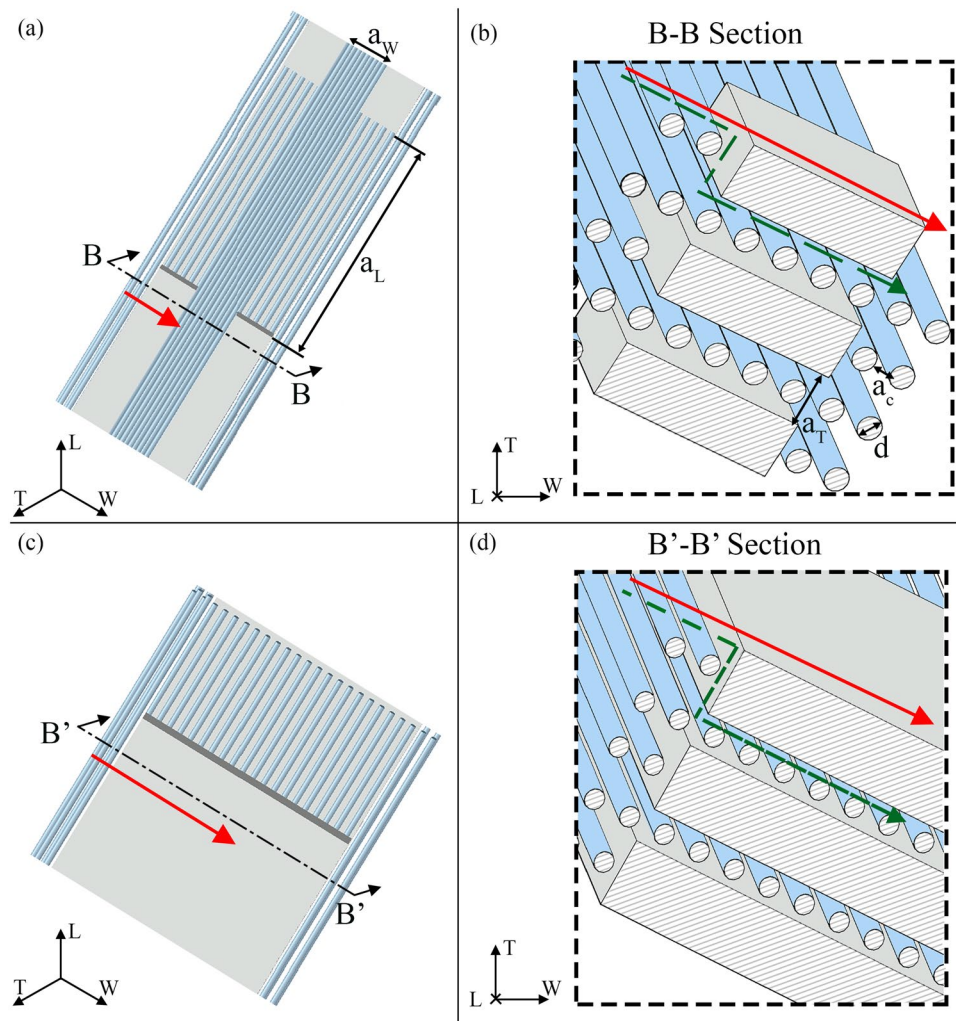 (a)
a_W
B
a_L
B
L
T
W
(b)
B-B Section
a_c
a_T
d
T
L
W
(c)
B'
B'
L
T
W
(d)
B'-B' Section
T
L
W